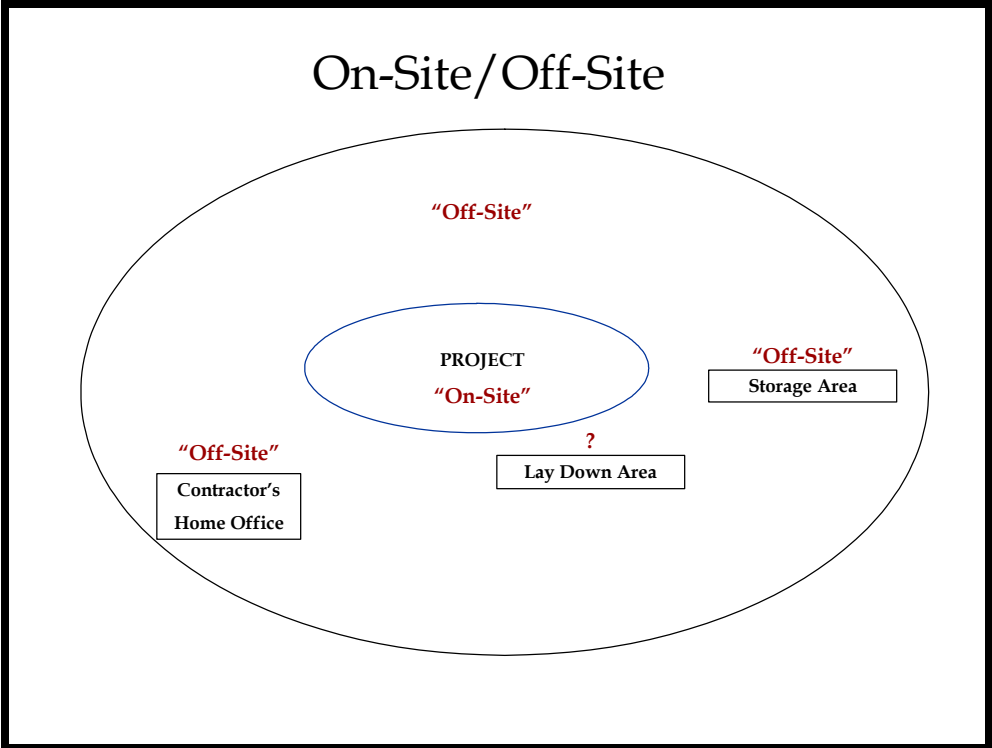 On-Site/Off-Site
“Off-Site”
PROJECT
“On-Site”
“Off-Site”
Storage Area
?
Lay Down Area
“Off-Site”
Contractor’s
Home Office